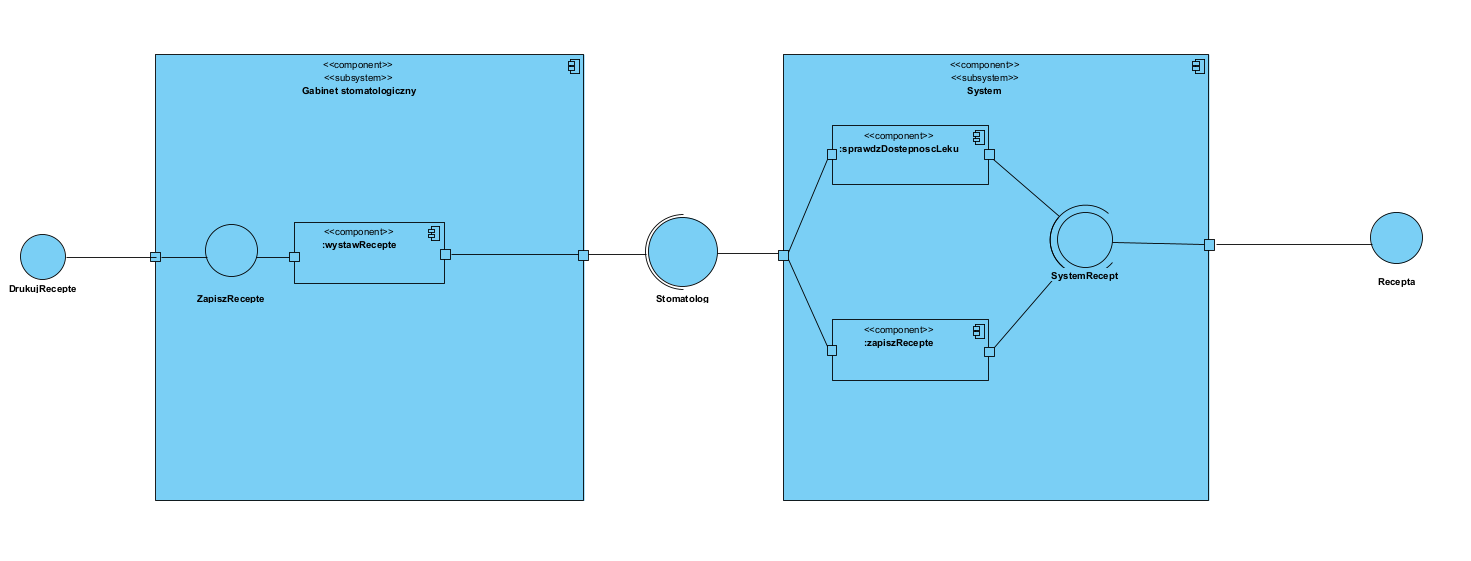 <<component>>
<<subsystem>>
Gabinet stomatologiczny
<<component>>
<<subsystem>>
System
<<component>>
:sprawdzDostepnoscLeku
<<component>>
:wystawRecepte
DrukujRecepte
ZapiszRecepte
Stomatolog
SystemRecept
Recepta
<<component>>
:zapiszRecepte